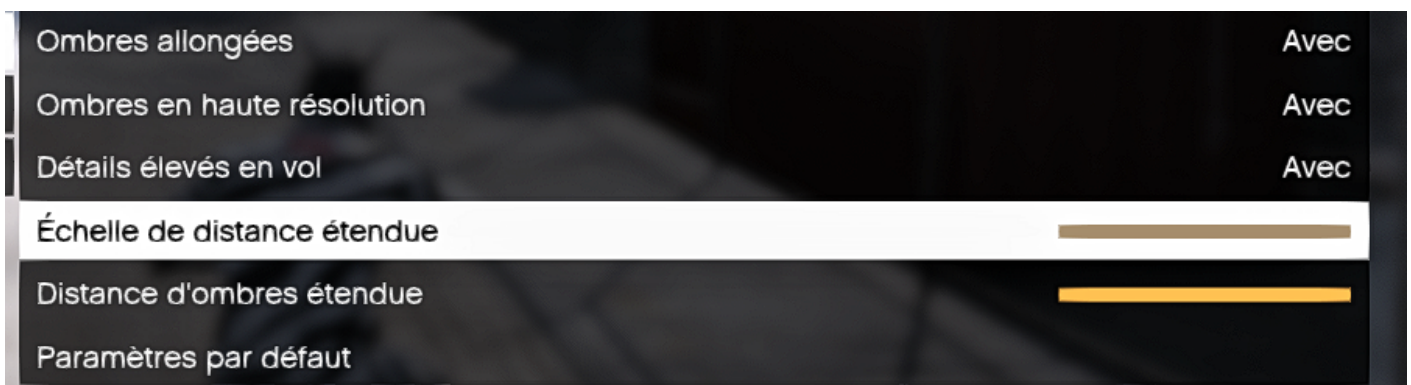 Ombres allongées Avec
Ombres en haute résolution Avec
Détails élevés en vol Avec
Échelle de distance étendue
Distance d'ombres étendue
Paramètres par défaut